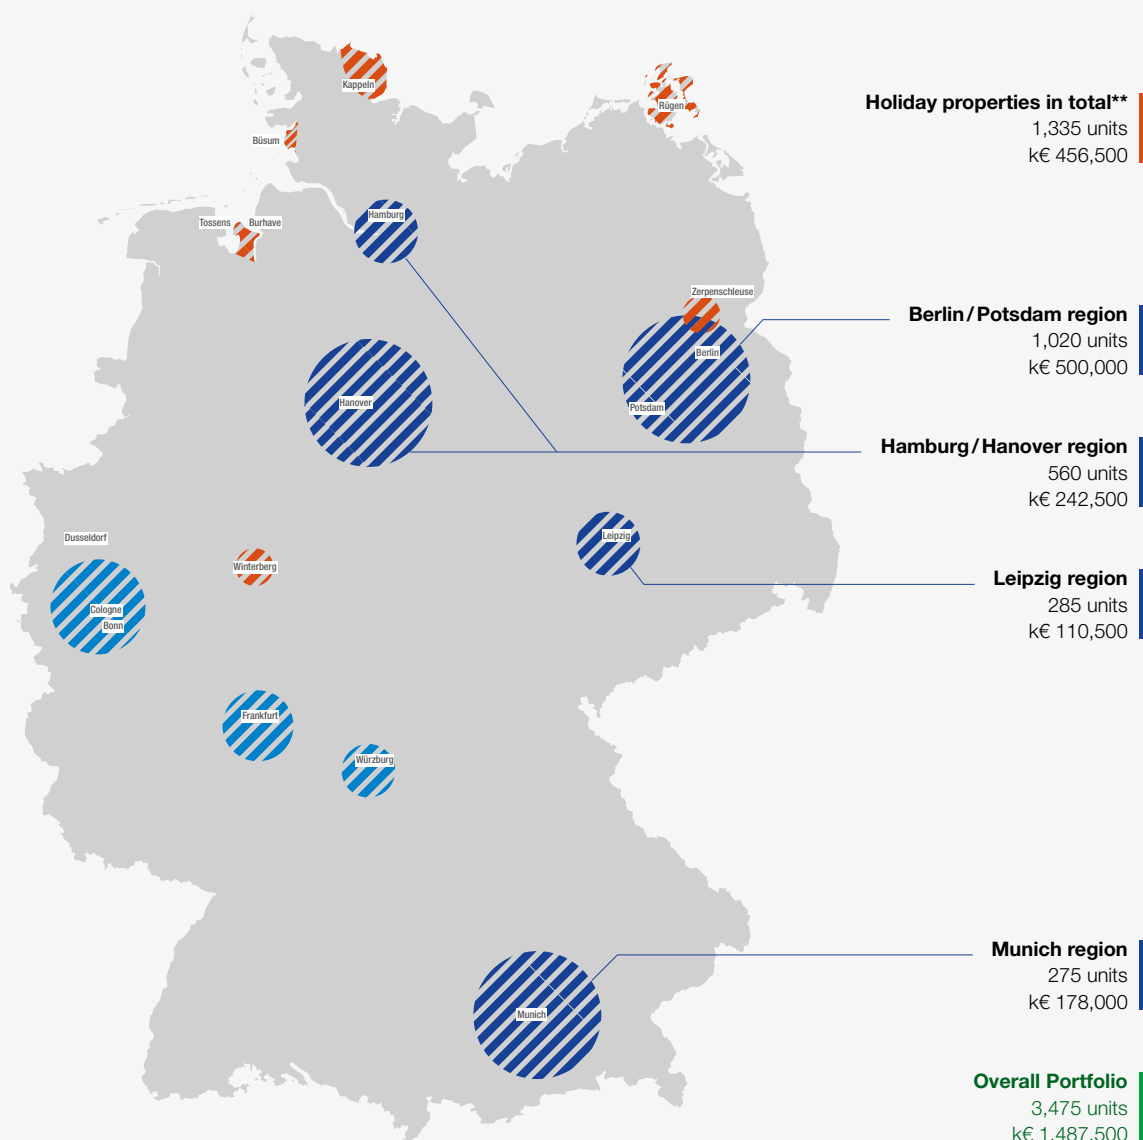 Kappeln
Rügen
Holiday properties in total**
1,335 units
k€ 456,500
Büsum
Hamburg
Tossens
Burhave
Zerpenschleuse
Berlin / Potsdam region
1,020 units
k€ 500,000
Berlin
Hanover
Potsdam
Hamburg / Hanover region
560 units
k€ 242,500
Dusseldorf
Leipzig
Winterberg
Leipzig region
285 units
k€ 110,500
Cologne
Bonn
Frankfurt
Würzburg
Munich region
275 units
k€ 178,000
Munich
Overall Portfolio
3,475 units
k€ 1,487,500